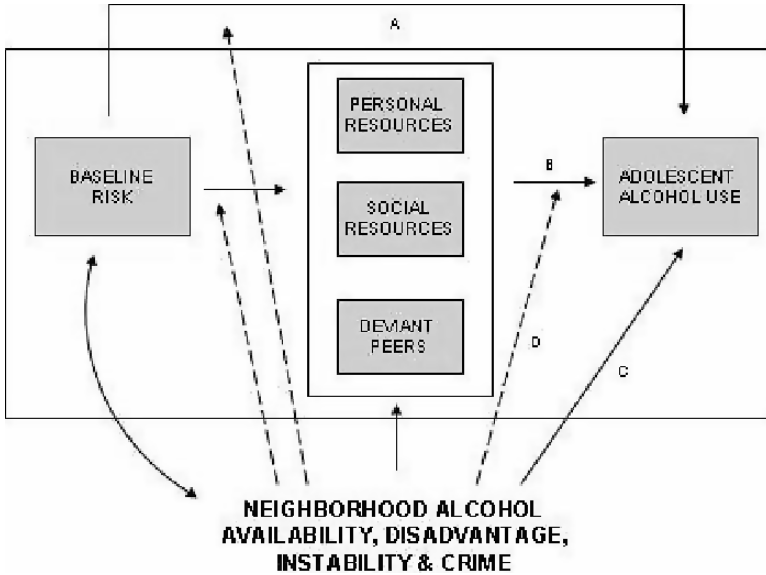 A
PERSONAL
RESOURCES
BASELINE
RISK
B
ADOLESCENT
ALCOHOL USE
SOCIAL
RESOURCES
DEVIANT
PEERS
D
C
NEIGHBORHOOD ALCOHOL
AVAILABILITY, DISADVANTAGE,
INSTABILITY & CRIME